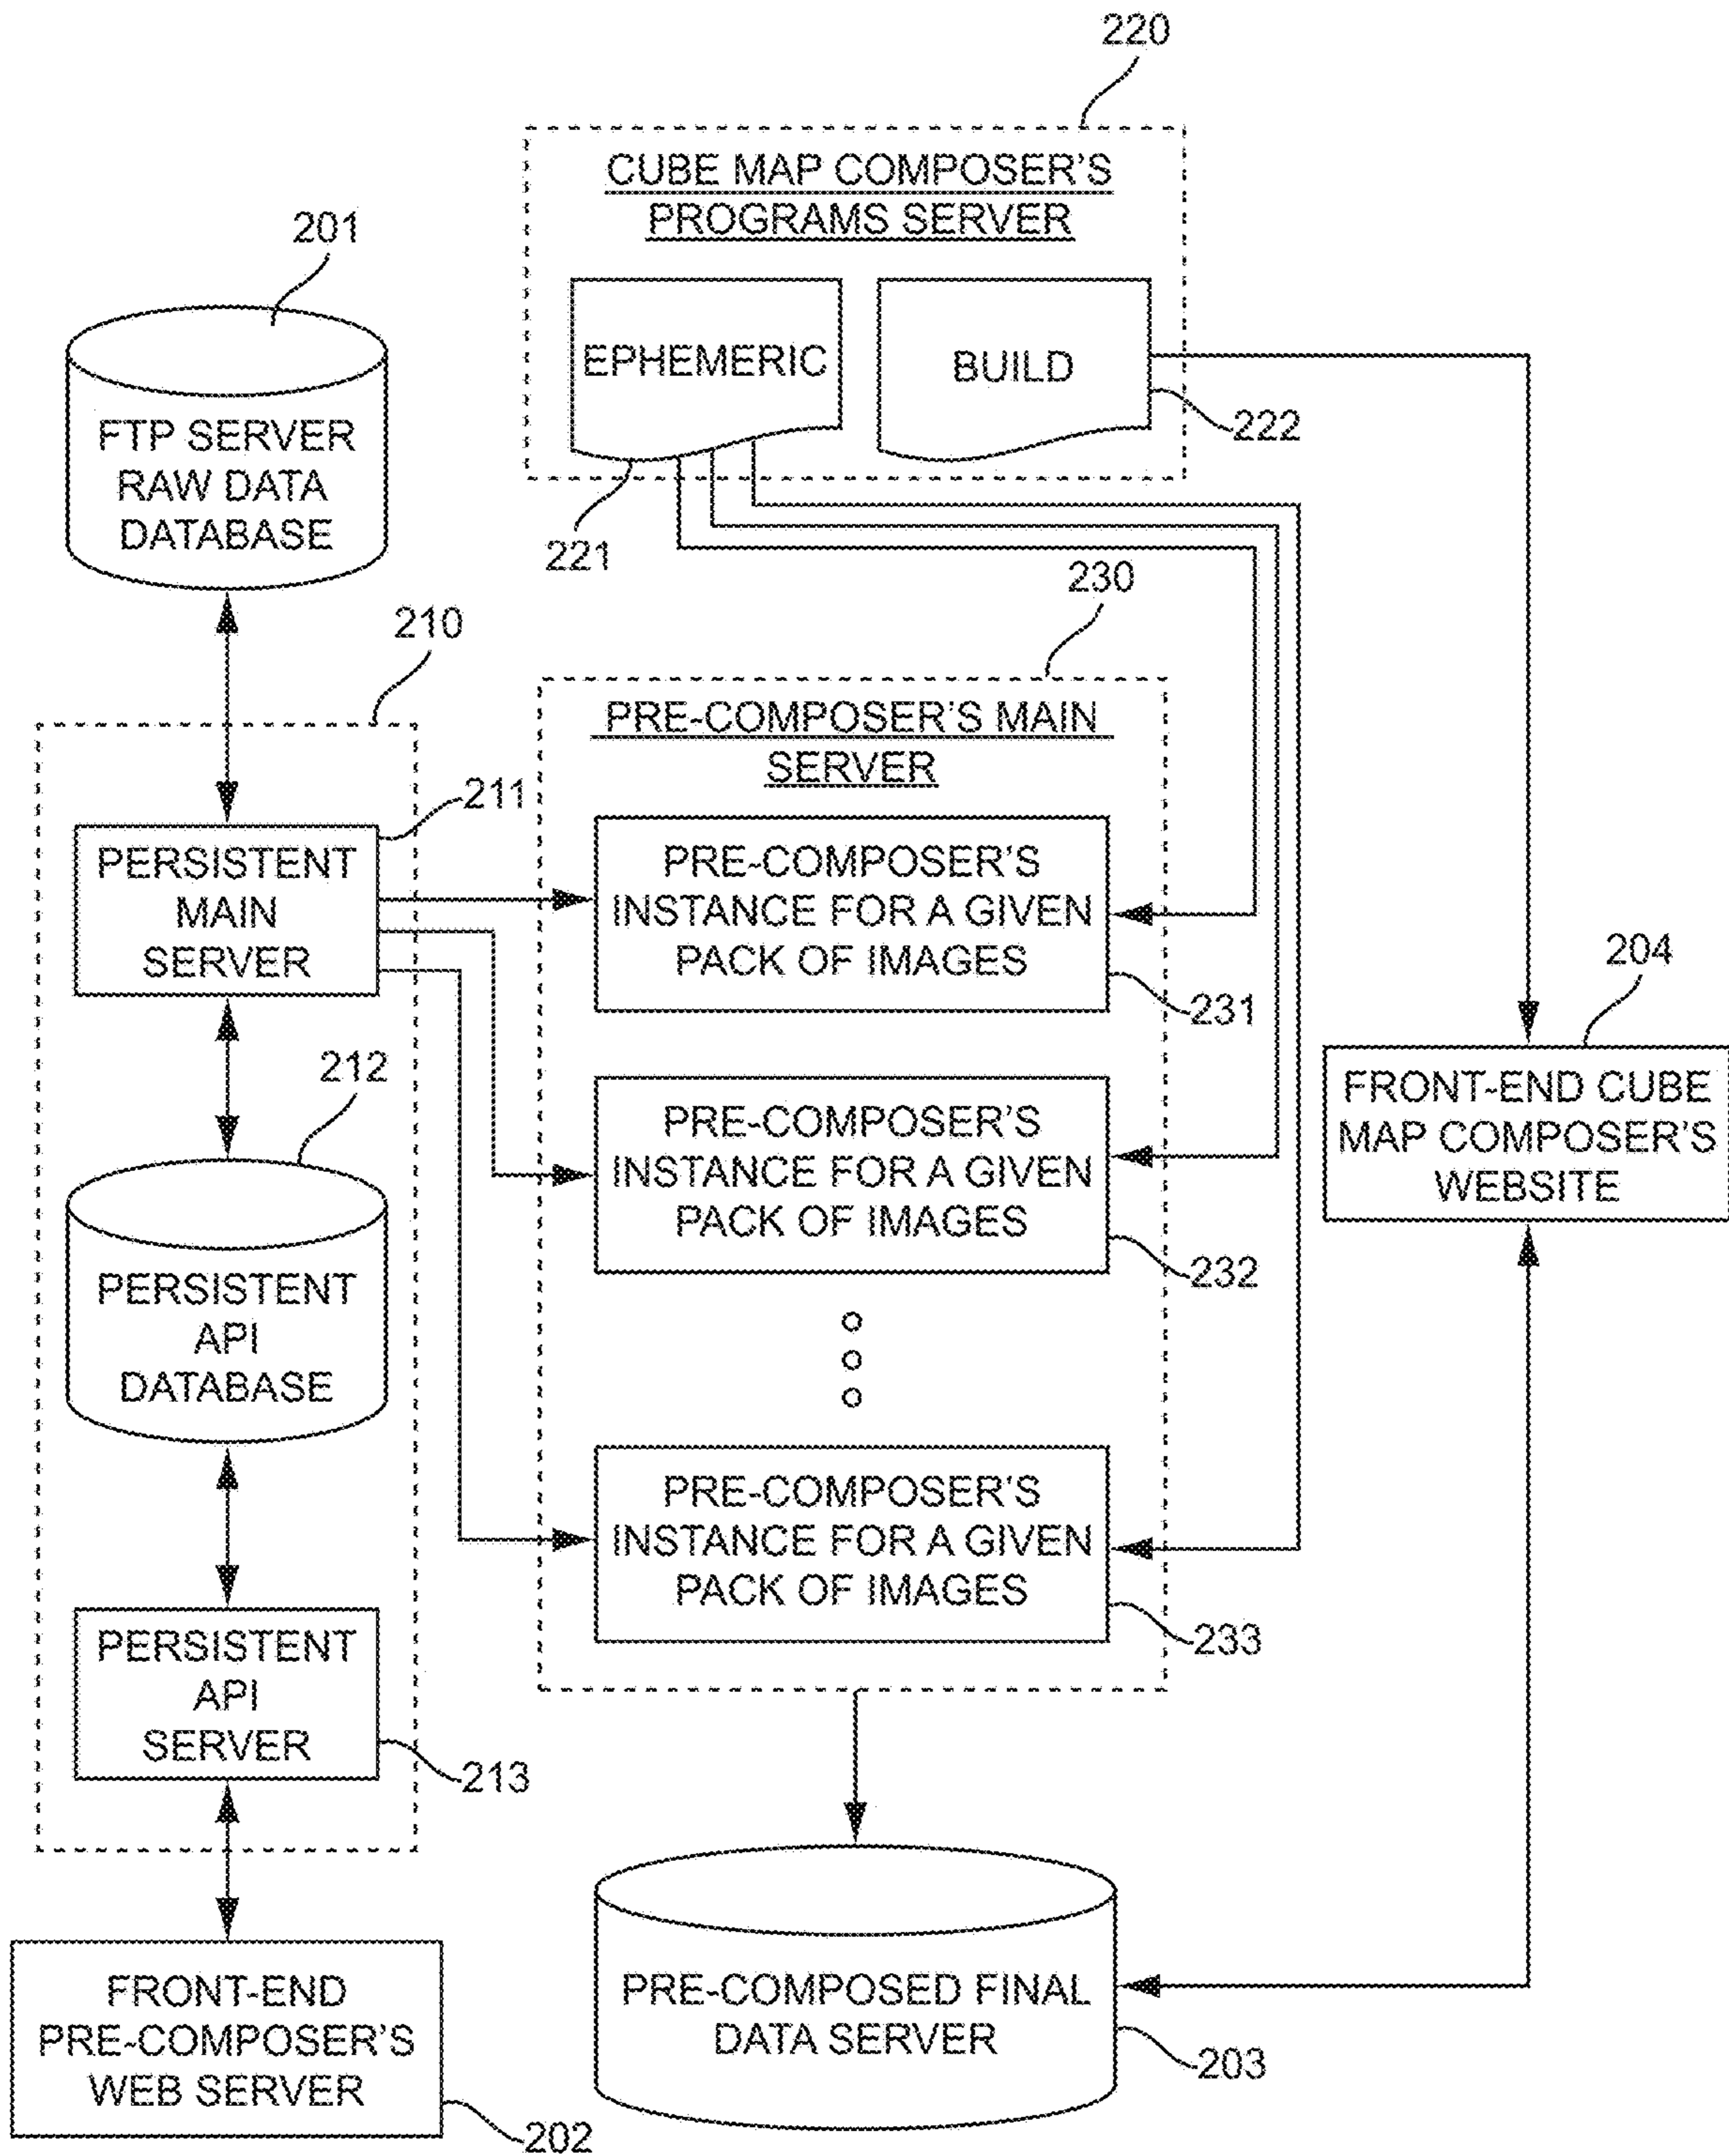 220
CUBE MAP COMPOSER'S
PROGRAMS SERVER
EPHEMERIC
221
BUILD
222
201
FTP SERVER
RAW DATA
DATABASE
210
211
PERSISTENT
MAIN
SERVER
212
PERSISTENT
API
DATABASE
PERSISTENT
API
SERVER
213
FRONT-END
PRE-COMPOSER'S
WEB SERVER
202
230
PRE-COMPOSER'S MAIN
SERVER
PRE-COMPOSER'S
INSTANCE FOR A GIVEN
PACK OF IMAGES
231
PRE-COMPOSER'S
INSTANCE FOR A GIVEN
PACK OF IMAGES
232
PRE-COMPOSER'S
INSTANCE FOR A GIVEN
PACK OF IMAGES
233
PRE-COMPOSED FINAL
DATA SERVER
203
204
FRONT-END CUBE
MAP COMPOSER'S
WEBSITE